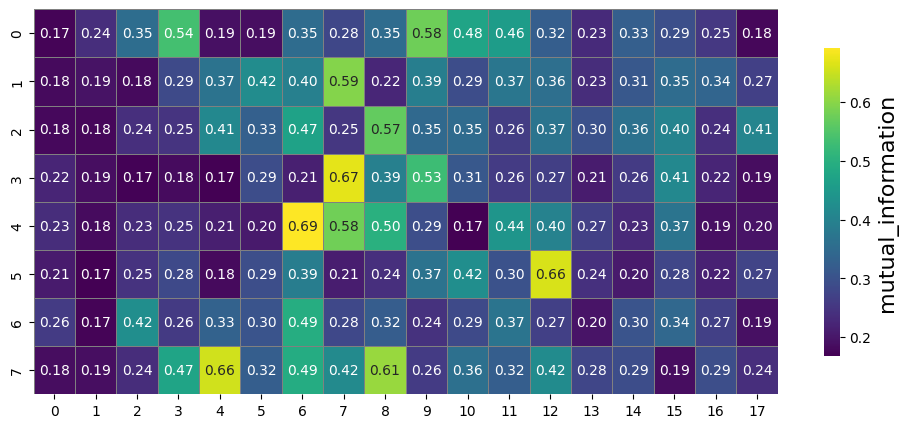 0 0.17 0.24 0.35 0.54 0.19 0.19 0.35 0.28 0.35 0.58 0.48 0.46 0.32 0.23 0.33 0.29 0.25 0.18
1 0.18 0.19 0.18 0.29 0.37 0.42 0.40 0.59 0.22 0.39 0.29 0.37 0.36 0.23 0.31 0.35 0.34 0.27
2 0.18 0.18 0.24 0.25 0.41 0.33 0.47 0.25 0.57 0.35 0.35 0.26 0.37 0.30 0.36 0.40 0.24 0.41
3 0.22 0.19 0.17 0.18 0.17 0.29 0.21 0.67 0.39 0.53 0.31 0.26 0.27 0.21 0.26 0.41 0.22 0.19
4 0.23 0.18 0.23 0.25 0.21 0.20 0.69 0.58 0.50 0.29 0.17 0.44 0.40 0.27 0.23 0.37 0.19 0.20
5 0.21 0.17 0.25 0.28 0.18 0.29 0.39 0.21 0.24 0.37 0.42 0.30 0.66 0.24 0.20 0.28 0.22 0.27
6 0.26 0.17 0.42 0.26 0.33 0.30 0.49 0.28 0.32 0.24 0.29 0.37 0.27 0.20 0.30 0.34 0.27 0.19
7 0.18 0.19 0.24 0.47 0.66 0.32 0.49 0.42 0.61 0.26 0.36 0.32 0.42 0.28 0.29 0.19 0.29 0.24
0 1 2 3 4 5 6 7 8 9 10 11 12 13 14 15 16 17
0.6
0.5
0.4
0.3
0.2
mutual_information